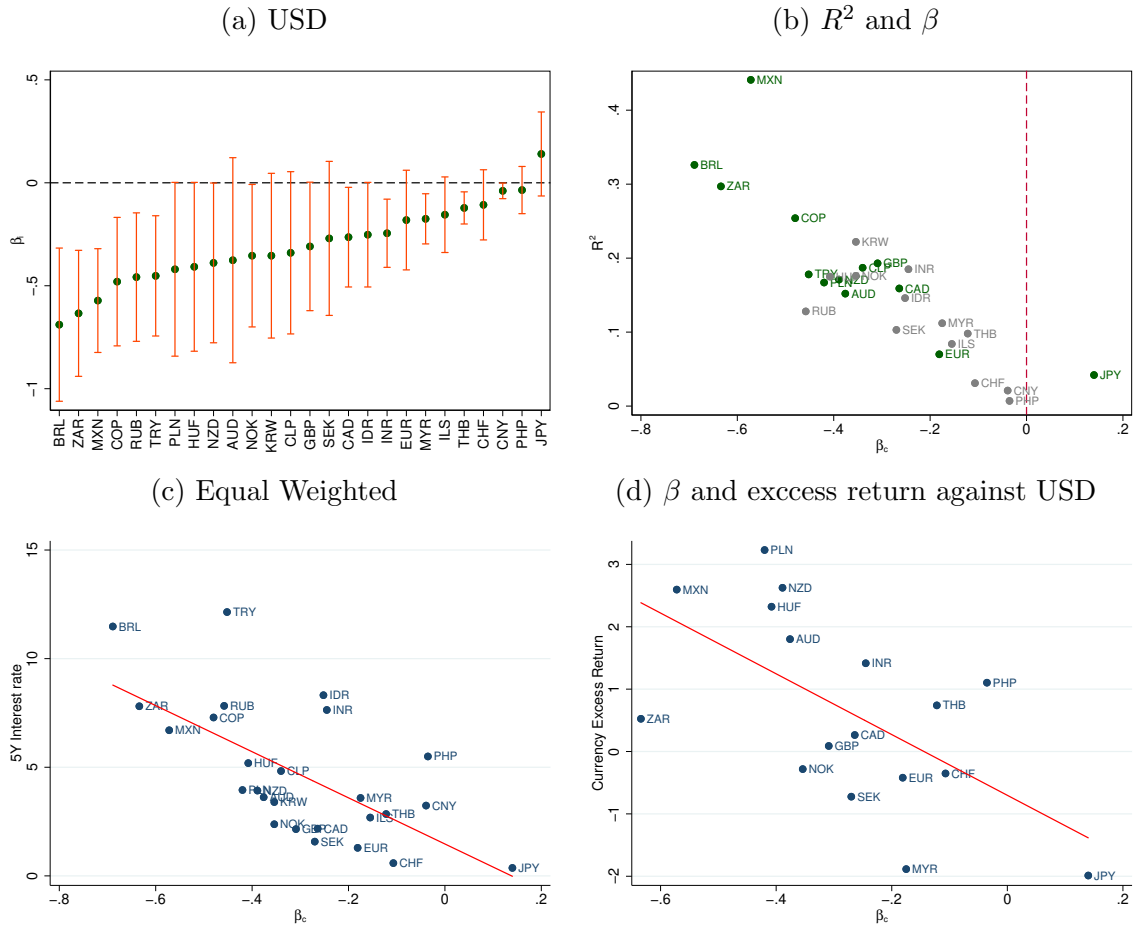 (a) USD
β
.5
0
-.5
-1
BRL ZAR MXN COP RUB TRY PLN HUF NZD AUD NOK KRW CLP GBP SEK CAD IDR INR EUR MYR ILS THB CHF CNY PHP JPY
(b) R² and β
R²
.4
.3
.2
.1
0
MXN
BRL
ZAR
COP
KRW
GBP
CLP
INR
TRY
NOK
NZD
PLN
CAD
AUD
IDR
RUB
MYR
SEK
THB
ILS
EUR
JPY
CHF
CNY
PHP
-.8 -.6 -.4 -.2 0 .2
βc
(c) Equal Weighted
5Y Interest rate
15
10
5
0
TRY
BRL
IDR
ZAR RUB
INR
COP
MXN
PHP
HUF
CLP
PLN NZD
AUD
MYR
KRW
CNY
THB
ILS
NOK
GBP CAD
SEK
EUR
CHF
JPY
-.8 -.6 -.4 -.2 0 .2
βc
(d) β and exccess return against USD
Currency Excess Return
3
2
1
0
-1
-2
PLN
MXN
NZD
HUF
AUD
INR
PHP
THB
ZAR
CAD
GBP
NOK
CHF
EUR
SEK
MYR
JPY
-.6 -.4 -.2 0 .2
βc